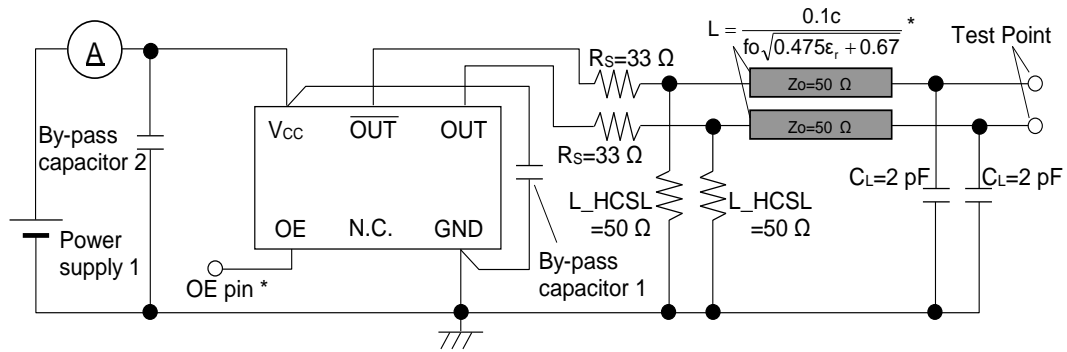 A
By-pass
capacitor 2
Power
supply 1
VCC
OUT
OUT
OE
N.C.
GND
OE pin *
By-pass
capacitor 1
RS=33 Ω
RS=33 Ω
L = 0.1c / fo√(0.475εr + 0.67) *
Zo=50 Ω
Zo=50 Ω
L_HCSL
=50 Ω
L_HCSL
=50 Ω
CL=2 pF
CL=2 pF
Test Point